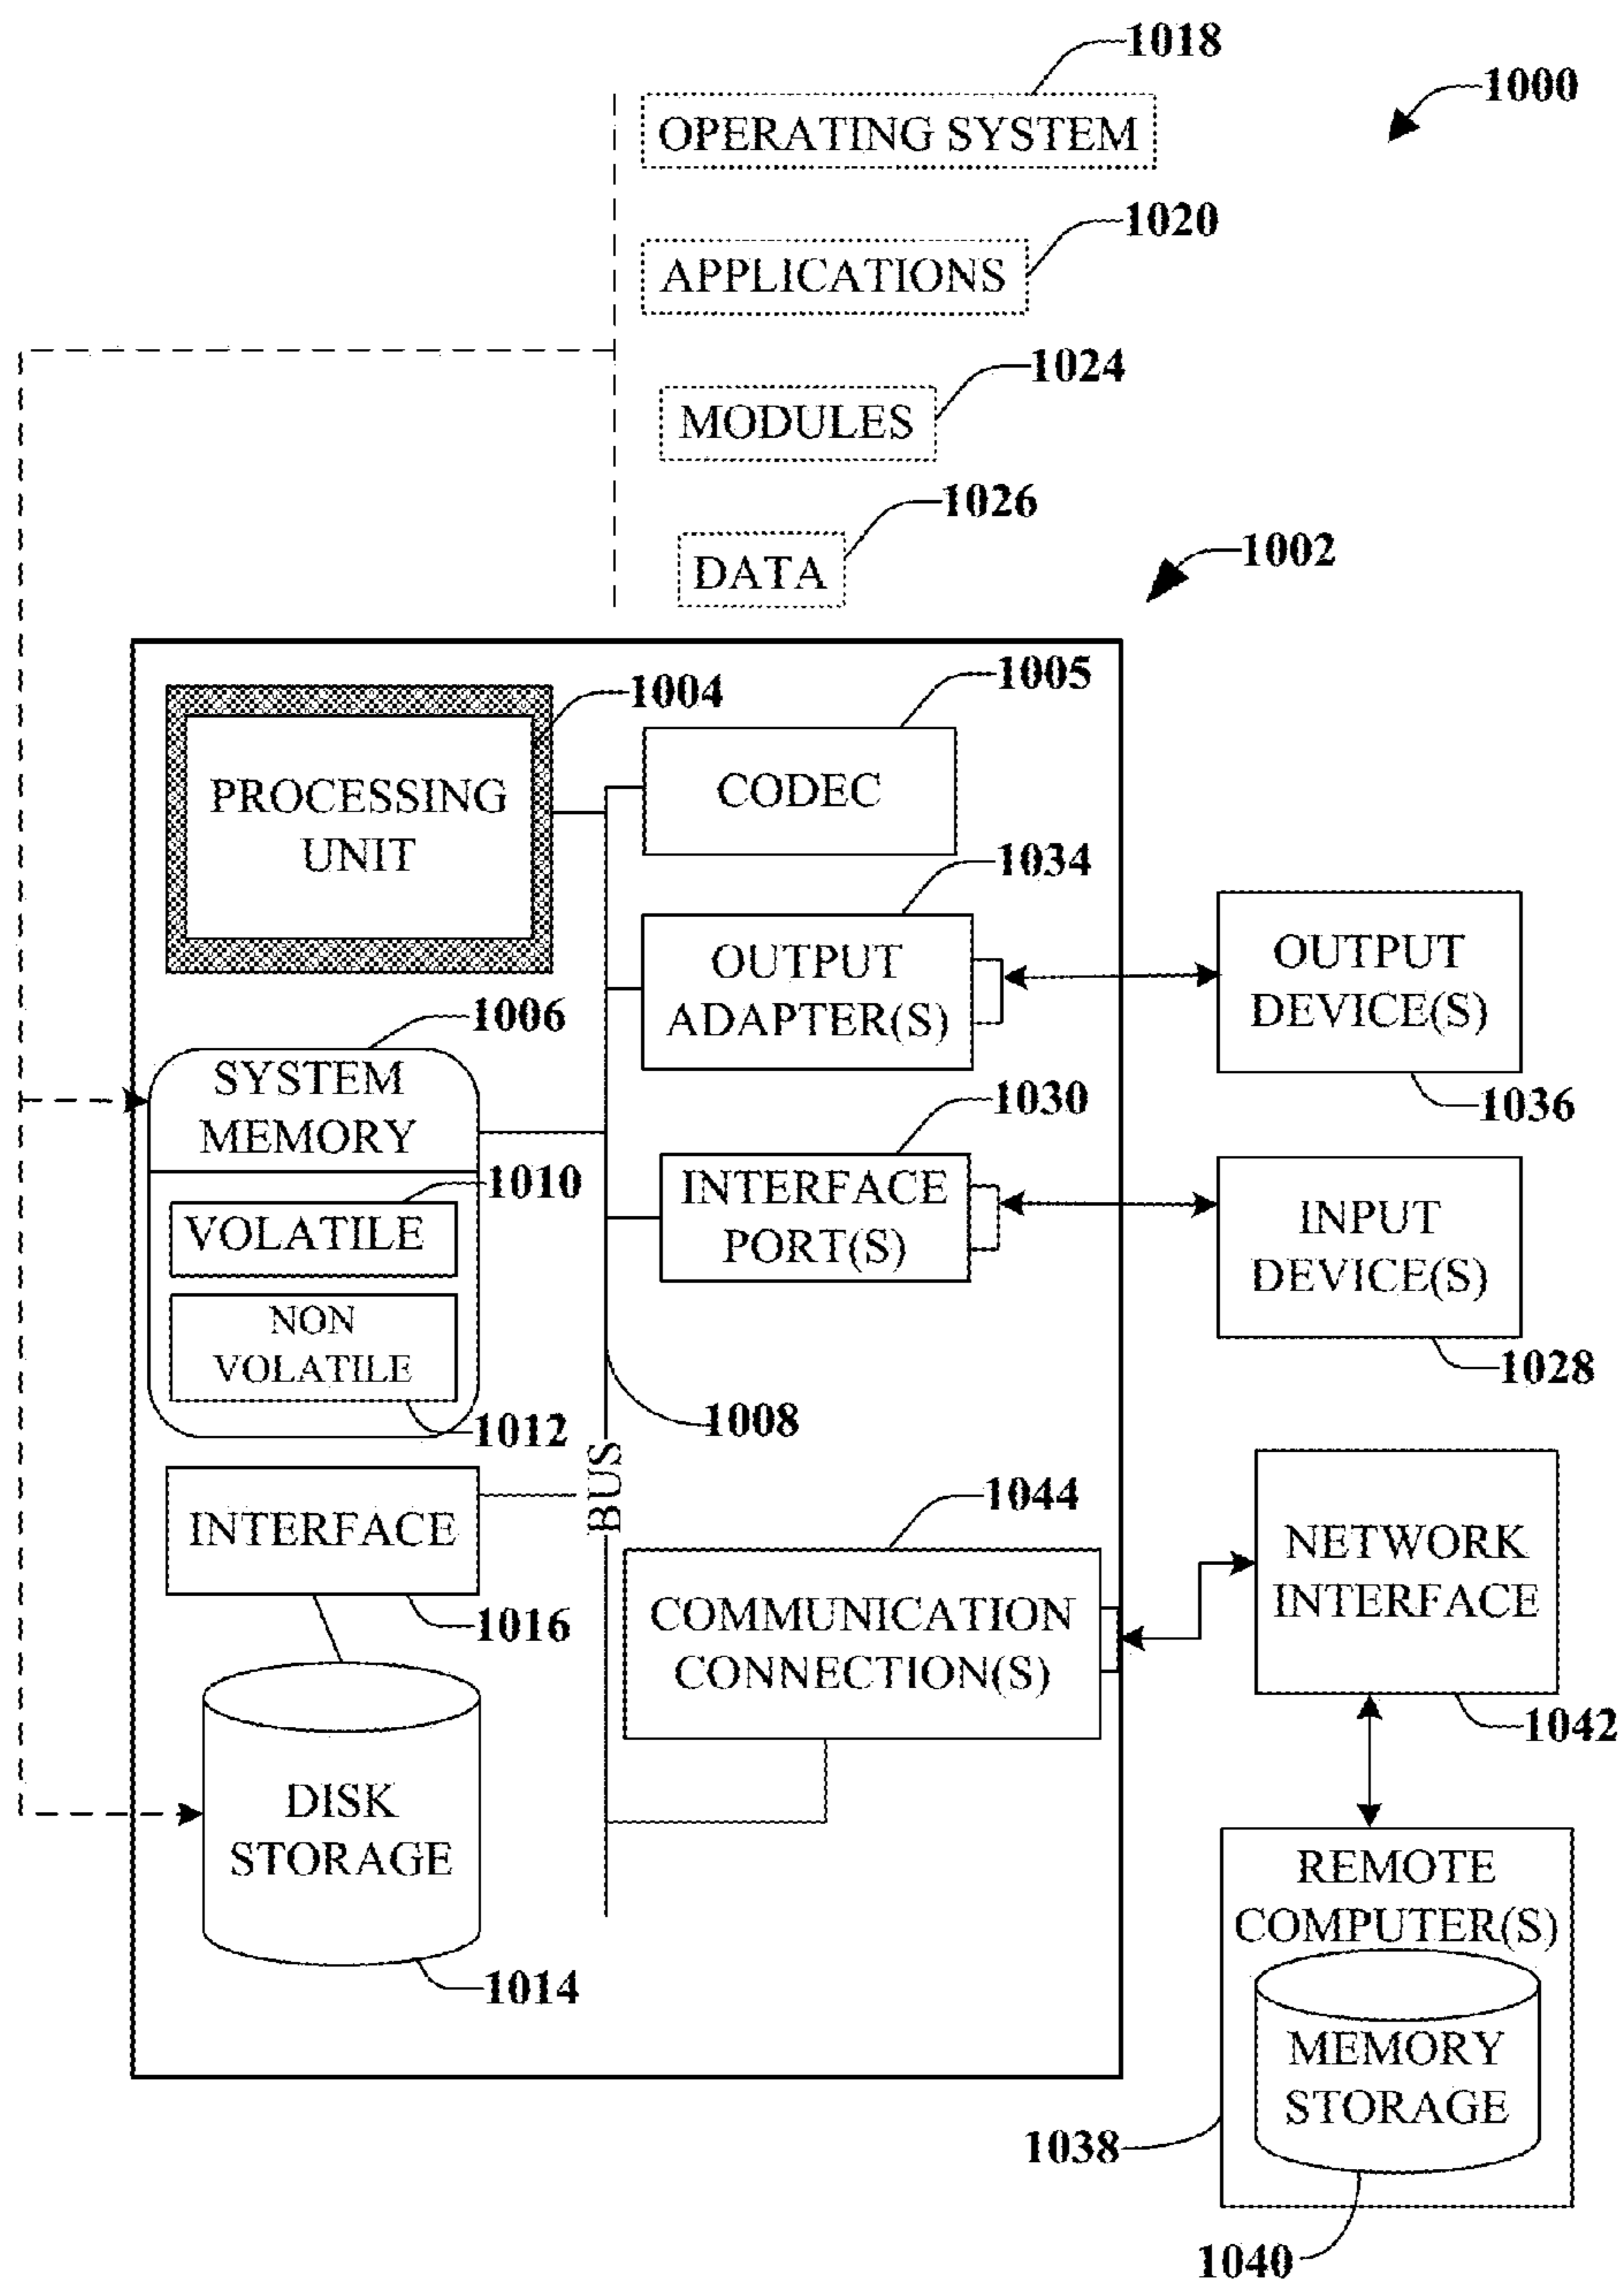 1018
1000
OPERATING SYSTEM
1020
APPLICATIONS
1024
MODULES
1026
DATA
1002
1005
1004
PROCESSING
UNIT
CODEC
1034
OUTPUT
ADAPTER(S)
OUTPUT
DEVICE(S)
1036
1006
SYSTEM
MEMORY
1010
VOLATILE
NON
VOLATILE
1012
1030
INTERFACE
PORT(S)
INPUT
DEVICE(S)
1028
1008
BUS
INTERFACE
1016
1044
COMMUNICATION
CONNECTION(S)
NETWORK
INTERFACE
1042
DISK
STORAGE
1014
REMOTE
COMPUTER(S)
MEMORY
STORAGE
1038
1040